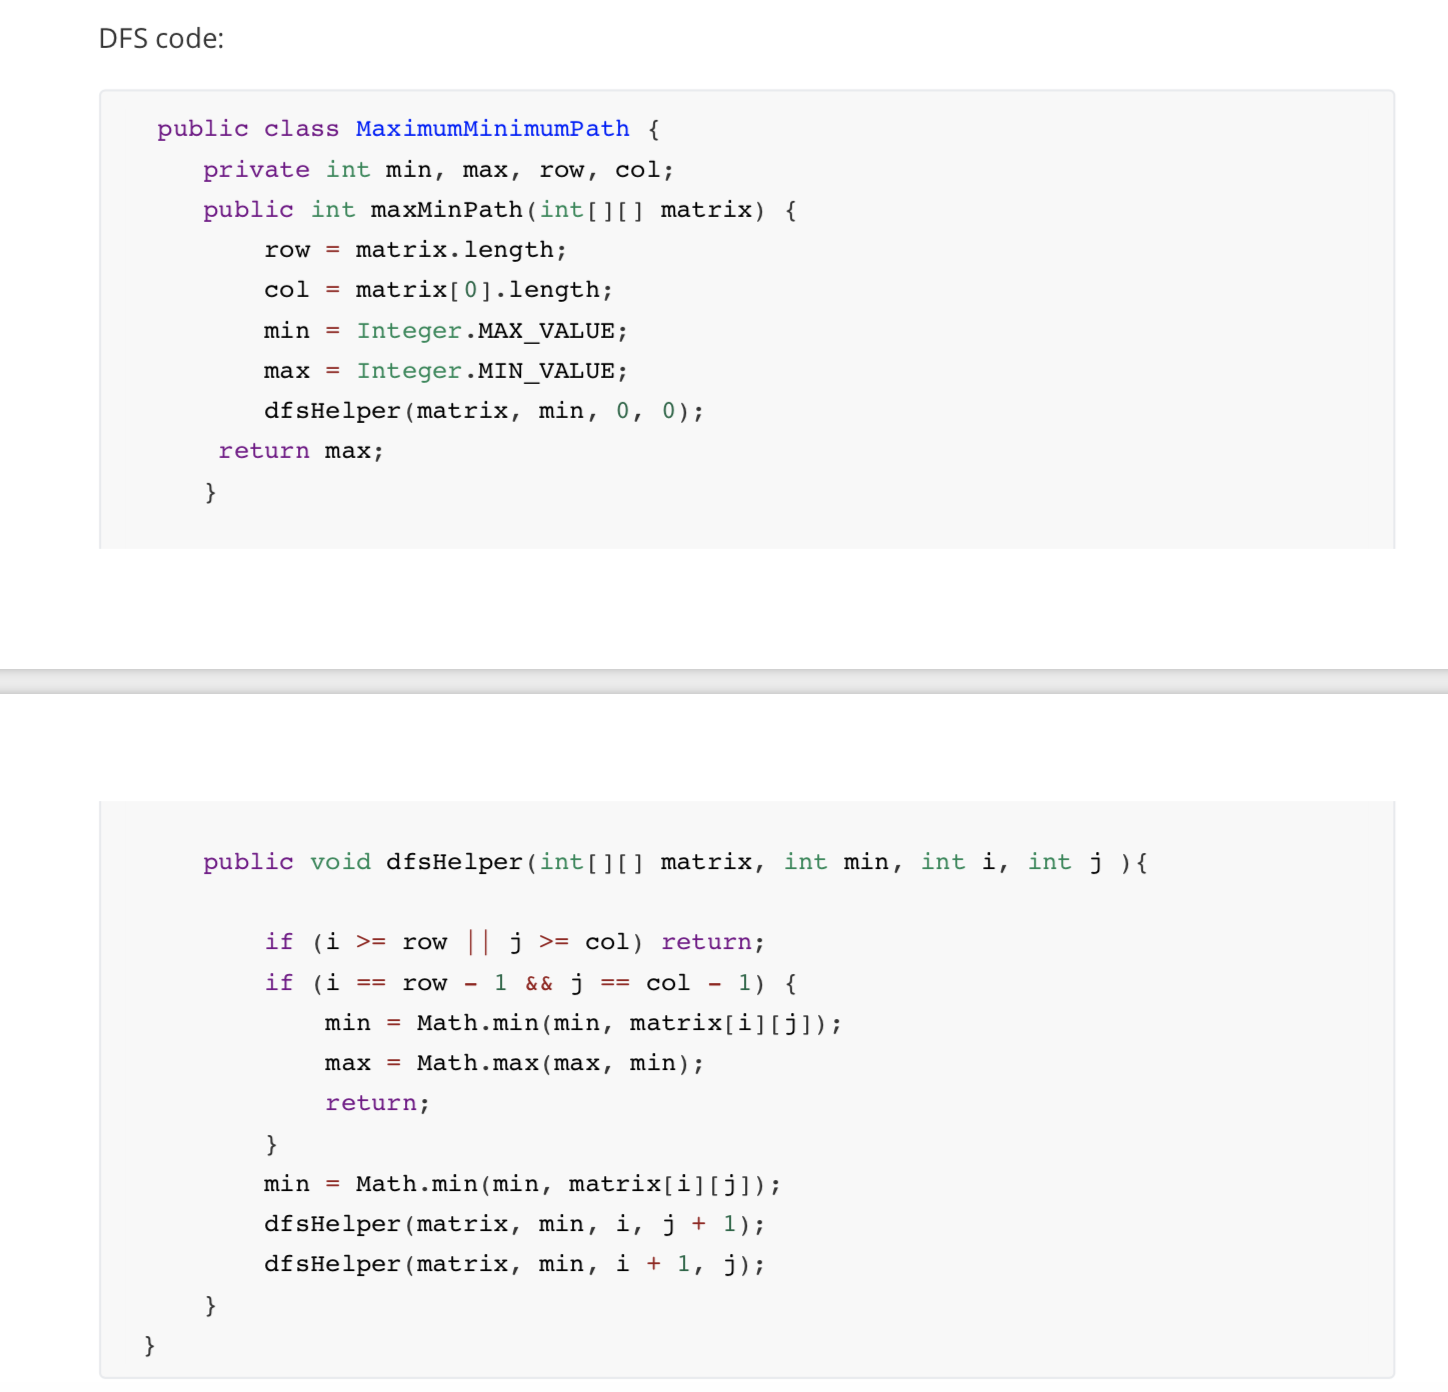 DFS code:
public class MaximumMinimumPath {
private int min, max, row, col;
public int maxMinPath(int[][] matrix) {
row = matrix.length;
col = matrix[0].length;
min = Integer.MAX_VALUE;
max = Integer.MIN_VALUE;
dfsHelper(matrix, min, 0, 0);
return max;
}
public void dfsHelper(int[][] matrix, int min, int i, int j ){
if (i >= row || j >= col) return;
if (i == row - 1 && j == col - 1) {
min = Math.min(min, matrix[i][j]);
max = Math.max(max, min);
return;
}
min = Math.min(min, matrix[i][j]);
dfsHelper(matrix, min, i, j + 1);
dfsHelper(matrix, min, i + 1, j);
}
}